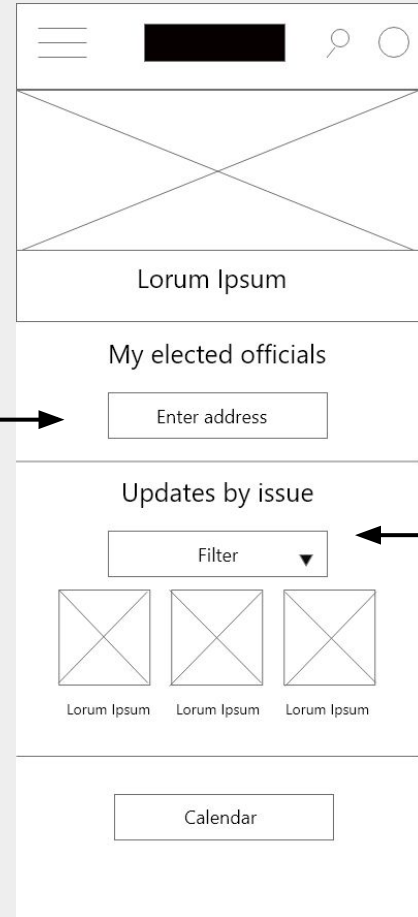 Lorum Ipsum
My elected officials
Enter address
Updates by issue
Filter
Lorum Ipsum Lorum Ipsum Lorum Ipsum
Calendar